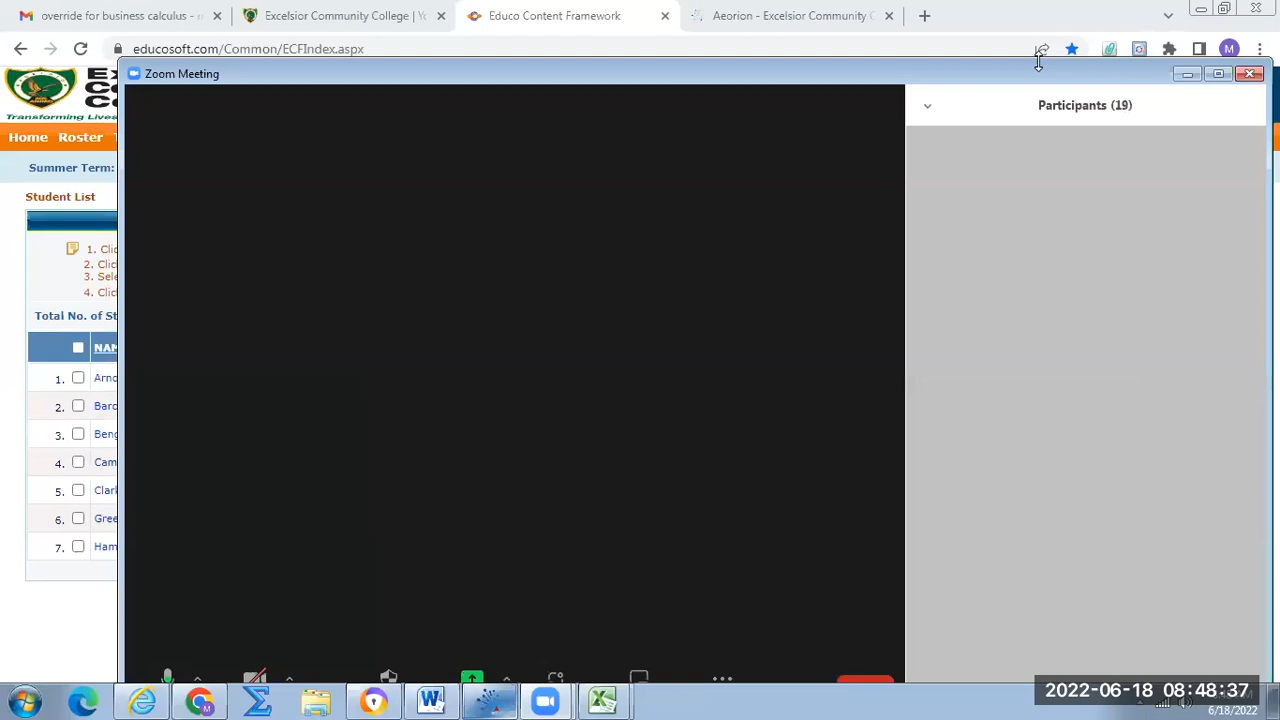 override for business calculus - m
Excelsior Community College | Yo
Educo Content Framework
Aeorion - Excelsior Community C
educosoft.com/Common/ECFIndex.aspx
M
Zoom Meeting
Participants (19)
Transforming Lives
Home Roster
Summer Term:
Student List
1. Clic
2. Clic
3. Sele
4. Clic
Total No. of St
NAM
1. Arno
2. Barc
3. Beng
4. Cam
5. Clark
6. Gree
7. Ham
2022-06-18 08:48:37
6/18/2022